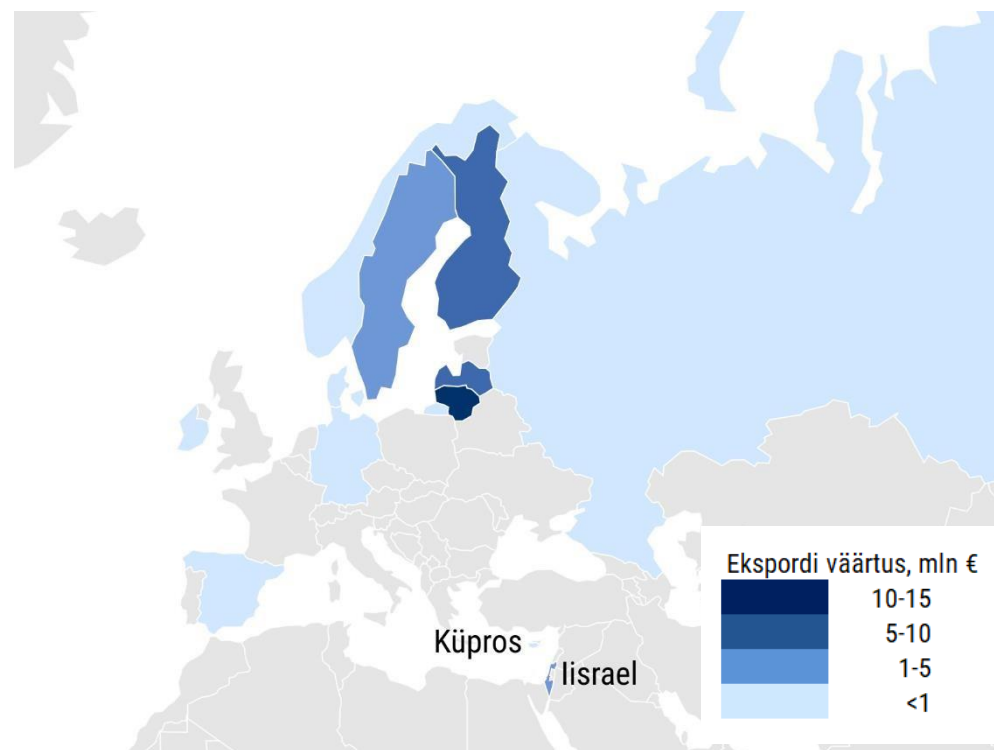 Küpros
Iisrael
Ekspordi väärtus, mln €
10-15
5-10
1-5
<1